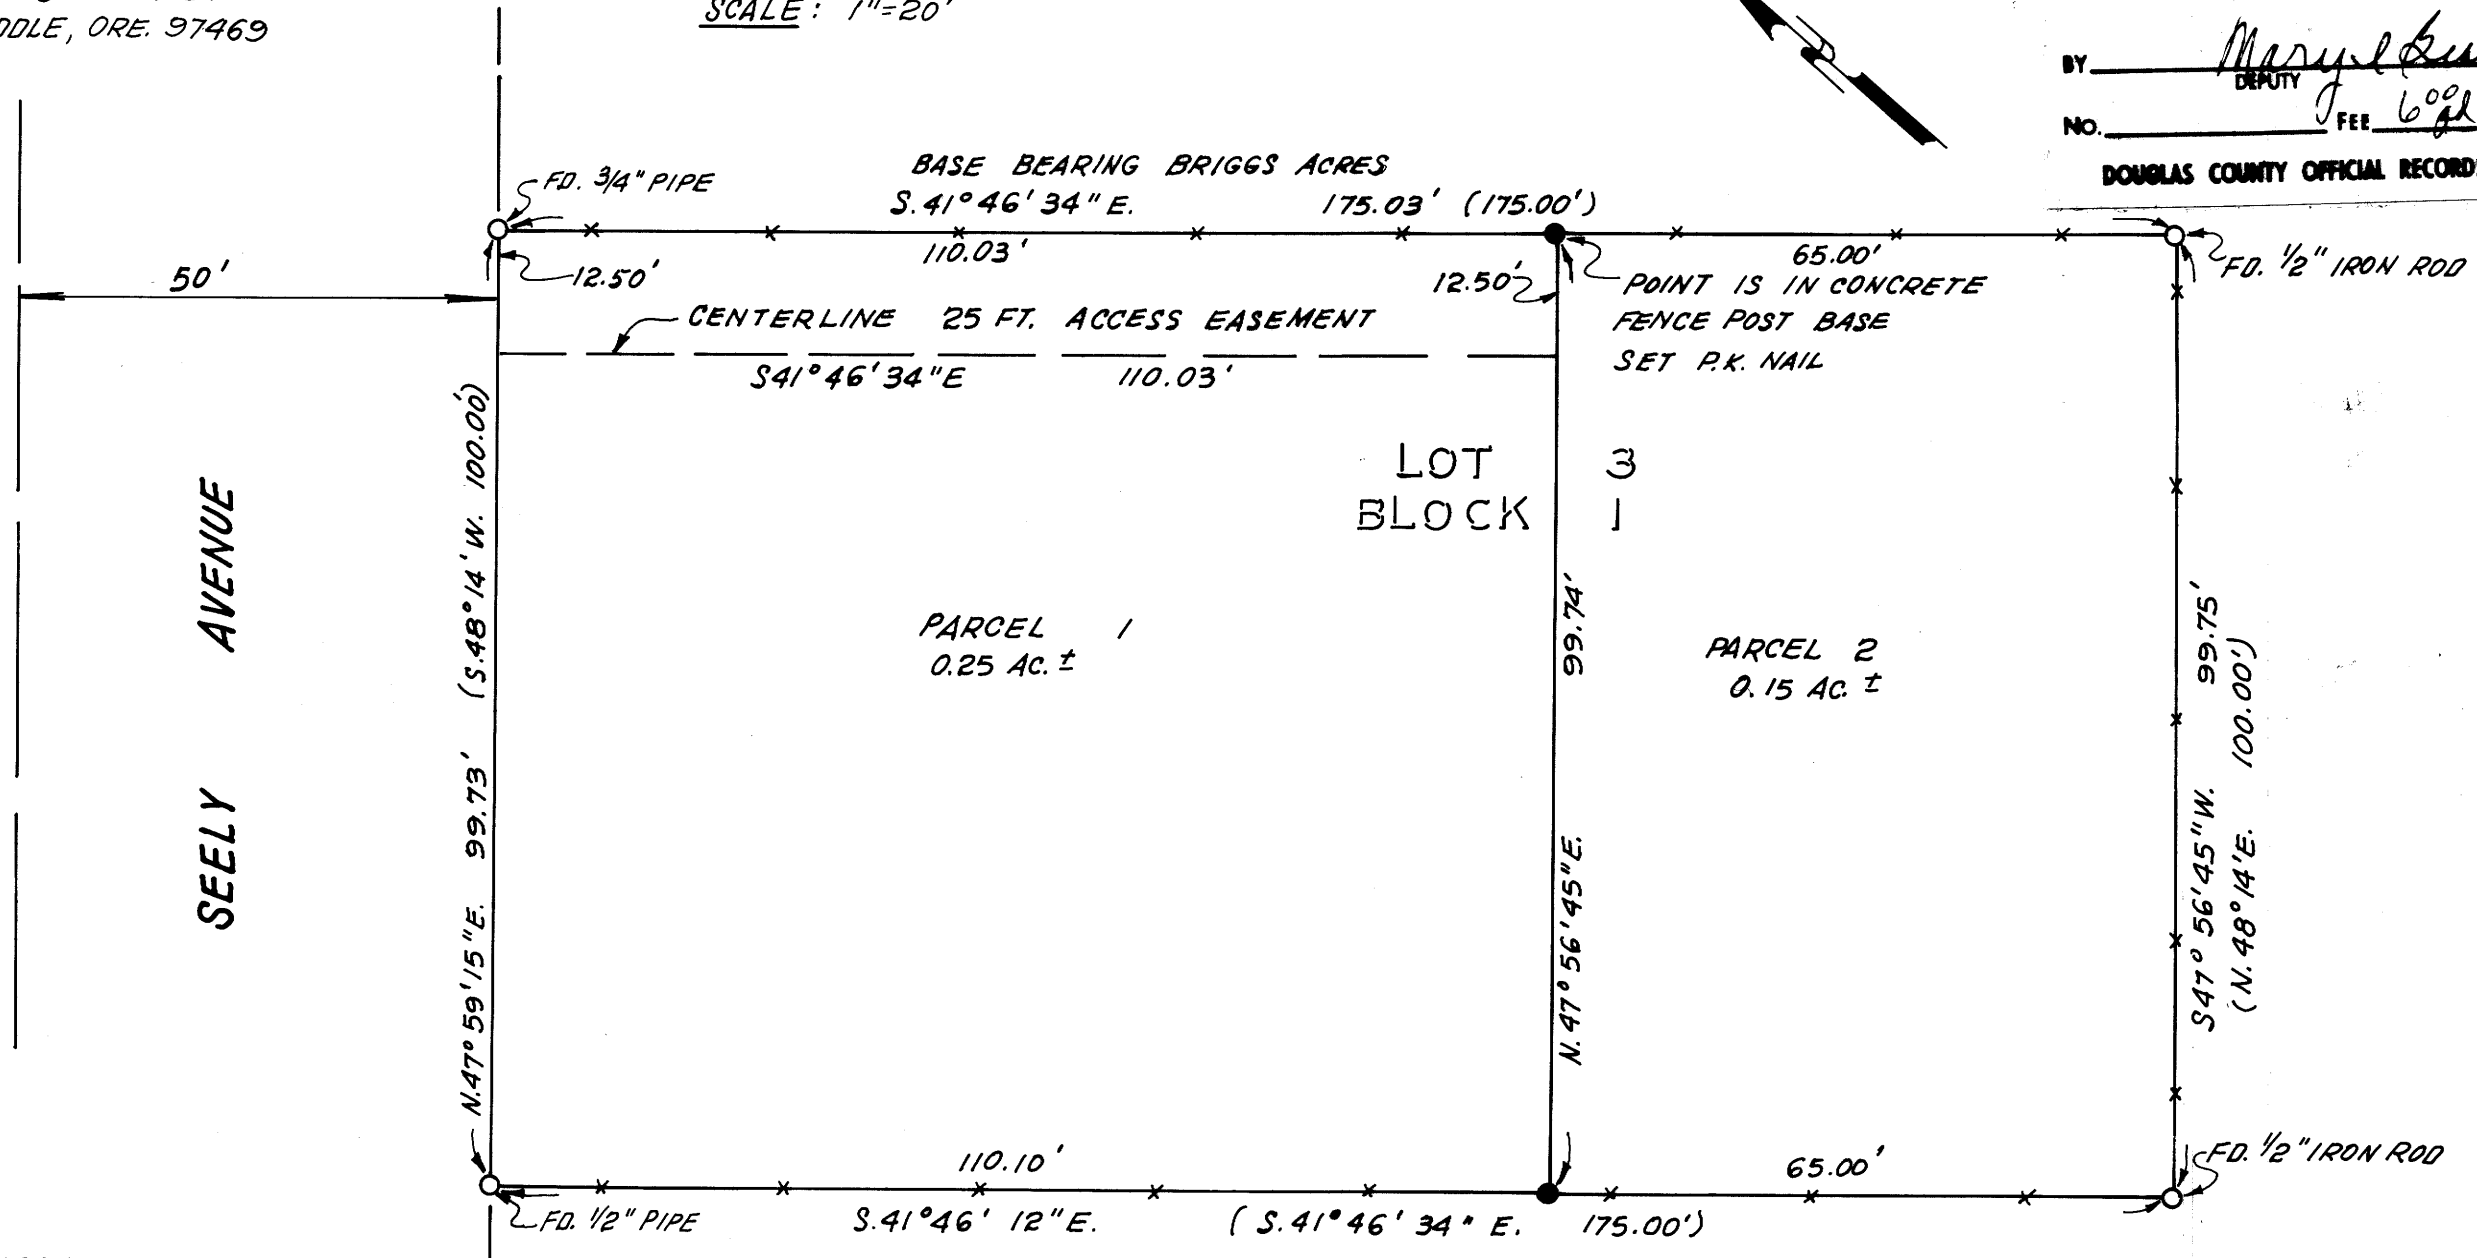 ORE. 97469
SCALE: 1"=20'
BY Mary
DEPUTY
NO. FEE 6⁰⁰
DOUGLAS COUNTY OFFICIAL RECORDS
FD. 3/4" PIPE
BASE BEARING BRIGGS ACRES
S.41°46'34"E. 175.03' (175.00')
110.03'
65.00'
FD. 1/2" IRON ROD
50'
12.50'
12.50'
POINT IS IN CONCRETE
FENCE POST BASE
SET P.K. NAIL
CENTERLINE 25 FT. ACCESS EASEMENT
S41°46'34"E 110.03'
LOT 3
BLOCK 1
SEELY AVENUE
N.47°59'15"E. 99.73' (S.48°14'W. 100.00')
PARCEL 1
0.25 AC. ±
N.47°56'45"E. 99.74'
PARCEL 2
0.15 AC. ±
S47°56'45"W. 99.75'
(N.48°14'E. 100.00')
110.10'
65.00'
FD. 1/2" IRON ROD
FD. 1/2" PIPE
S.41°46'12"E. (S.41°46'34"E. 175.00')